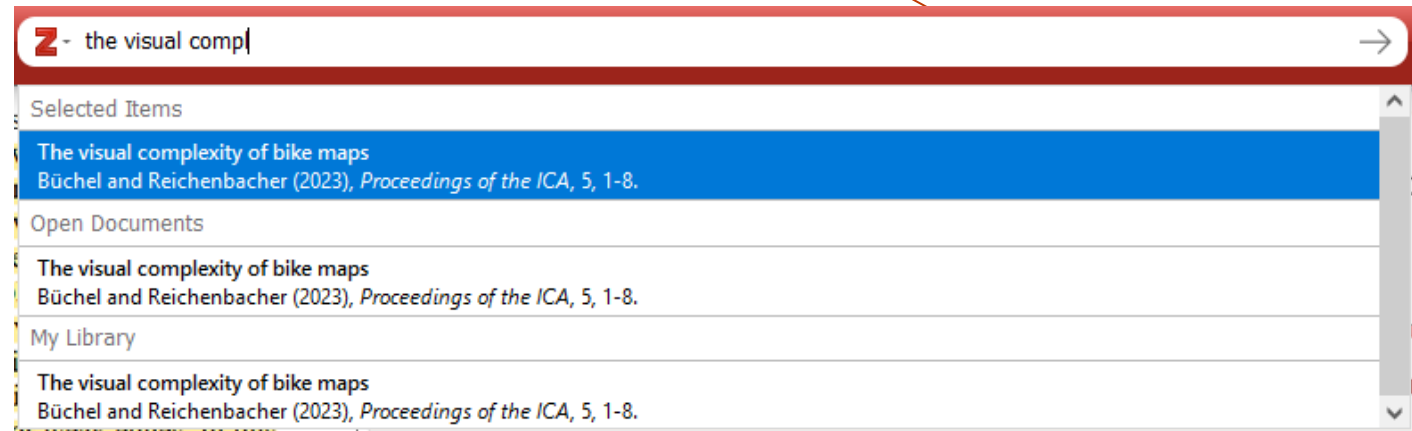 Z - the visual compl
Selected Items
The visual complexity of bike maps
Büchel and Reichenbacher (2023), Proceedings of the ICA, 5, 1-8.
Open Documents
The visual complexity of bike maps
Büchel and Reichenbacher (2023), Proceedings of the ICA, 5, 1-8.
My Library
The visual complexity of bike maps
Büchel and Reichenbacher (2023), Proceedings of the ICA, 5, 1-8.